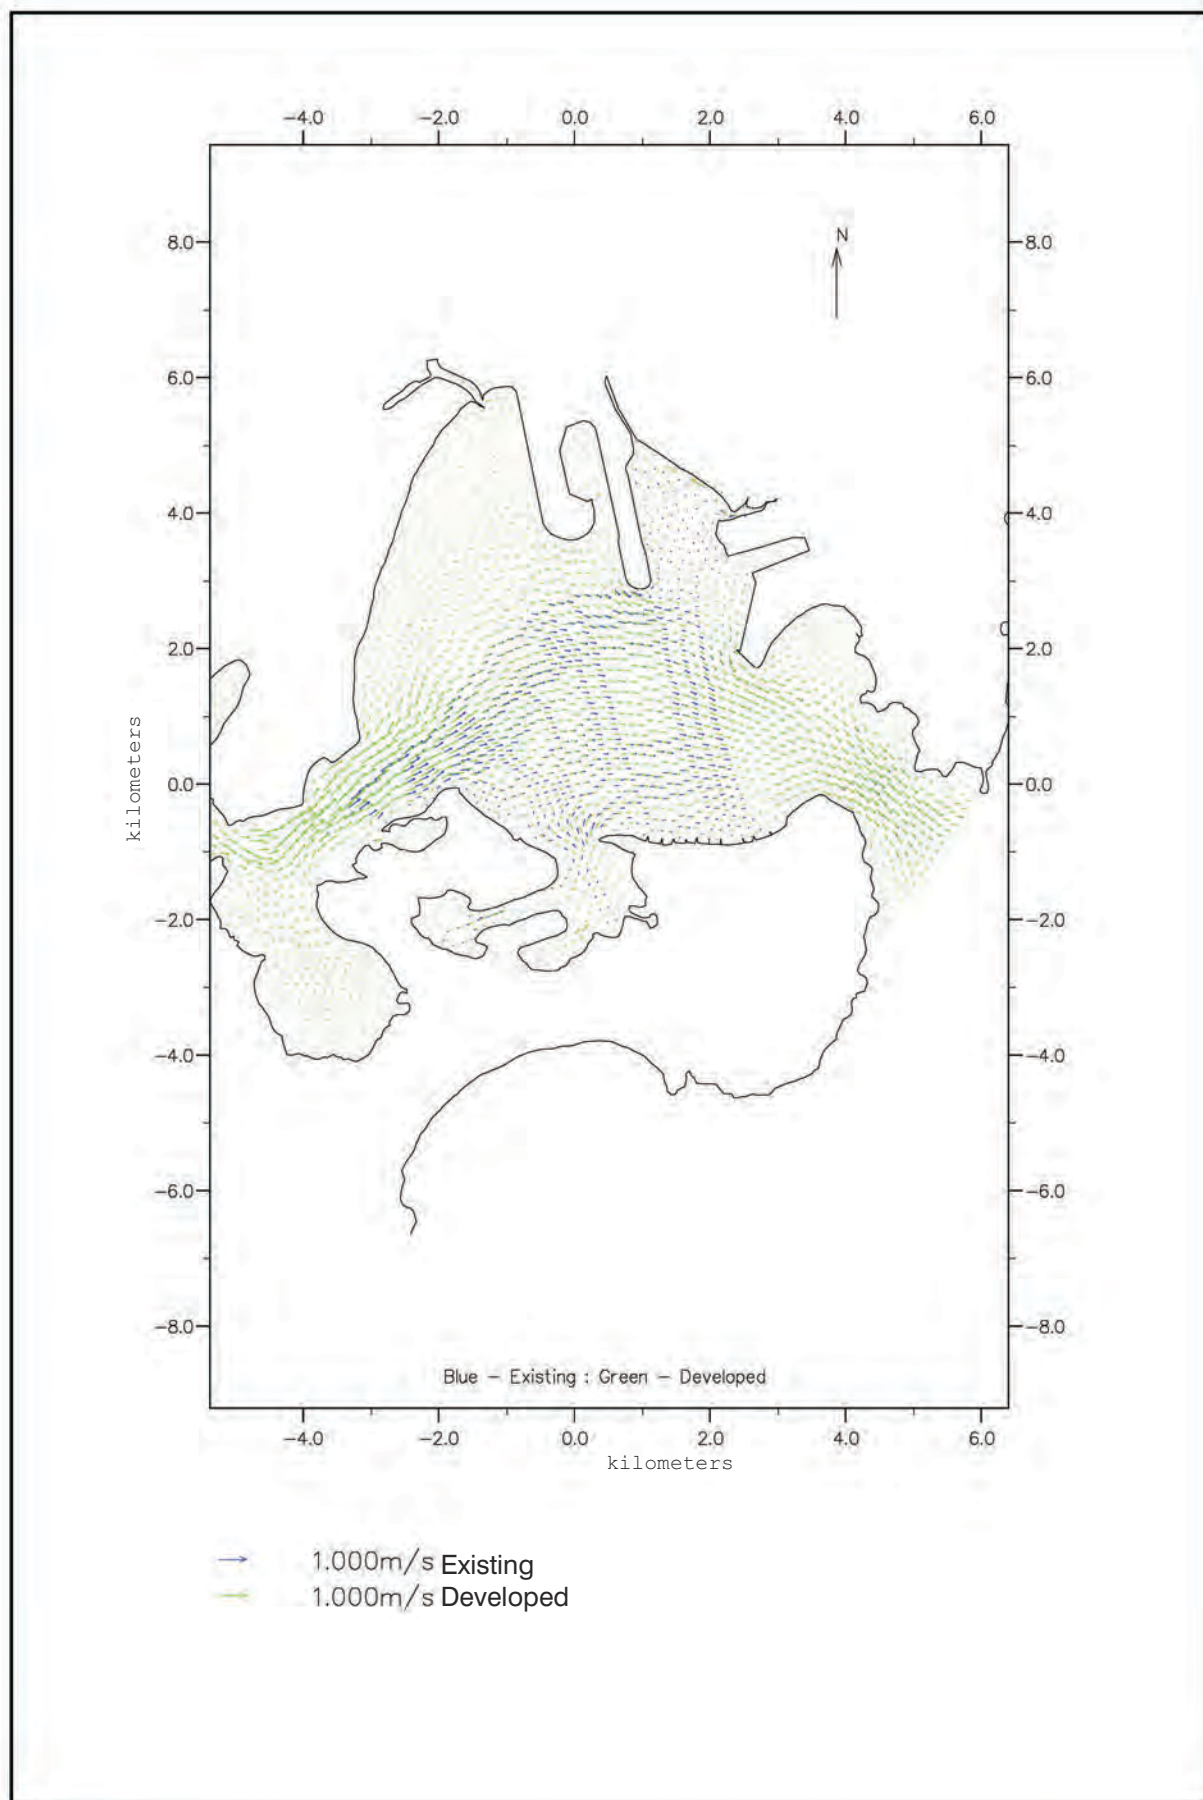 −4.0 −2.0 0.0 2.0 4.0 6.0
N
8.0 8.0
6.0 6.0
4.0 4.0
2.0 2.0
kilometers
0.0 0.0
−2.0 −2.0
−4.0 −4.0
−6.0 −6.0
−8.0 −8.0
Blue − Existing : Green − Developed
−4.0 −2.0 0.0 2.0 4.0 6.0
kilometers
1.000m/s Existing
1.000m/s Developed